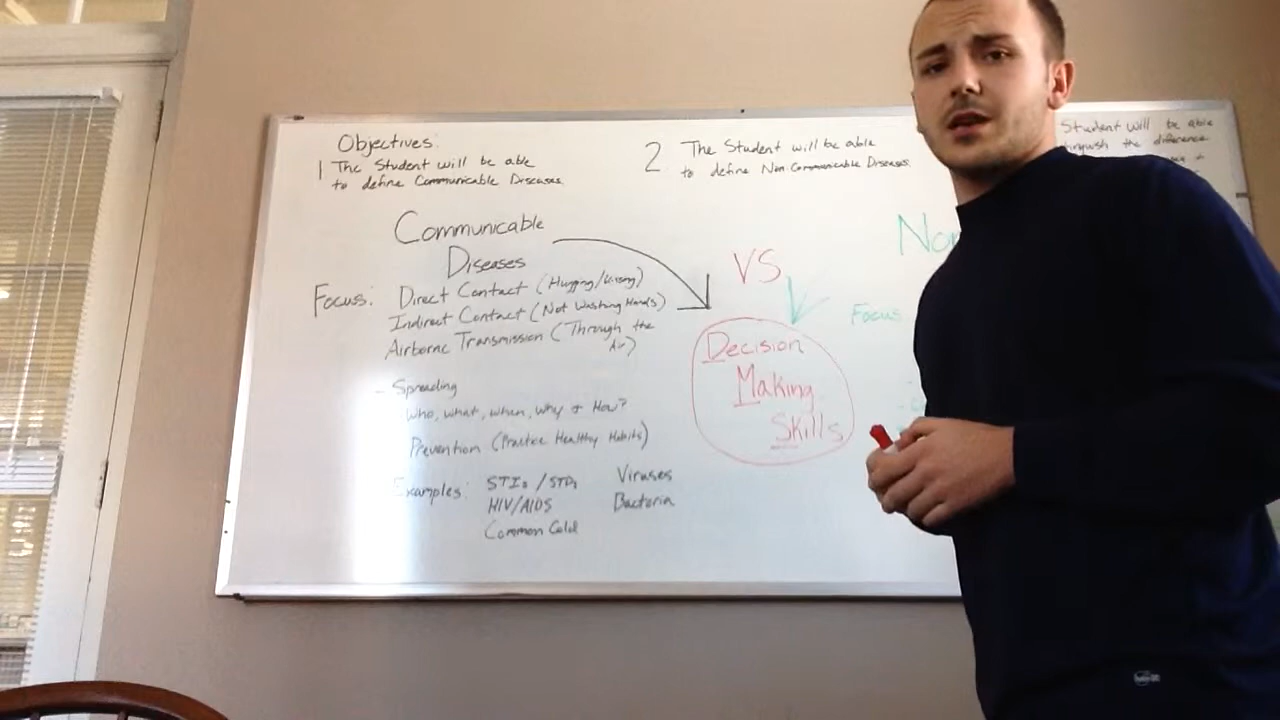 Objectives:
1 The Student will be able
to define Communicable Diseases.
2 The Student will be able
to define Non-Communicable Diseases.
Student will be able
the difference
Communicable
Diseases
VS
Non
Focus: Direct Contact (Hugging/Kissing)
Indirect Contact (Not Washing Hands)
Airborne Transmission (Through the
Air)
Focus
Decision
Making
Skills
- Spreading
Who, what, when, why & How?
Prevention (Practice Healthy Habits)
Examples: STIs / STDs
HIV/AIDS
Common Cold
Viruses
Bacteria